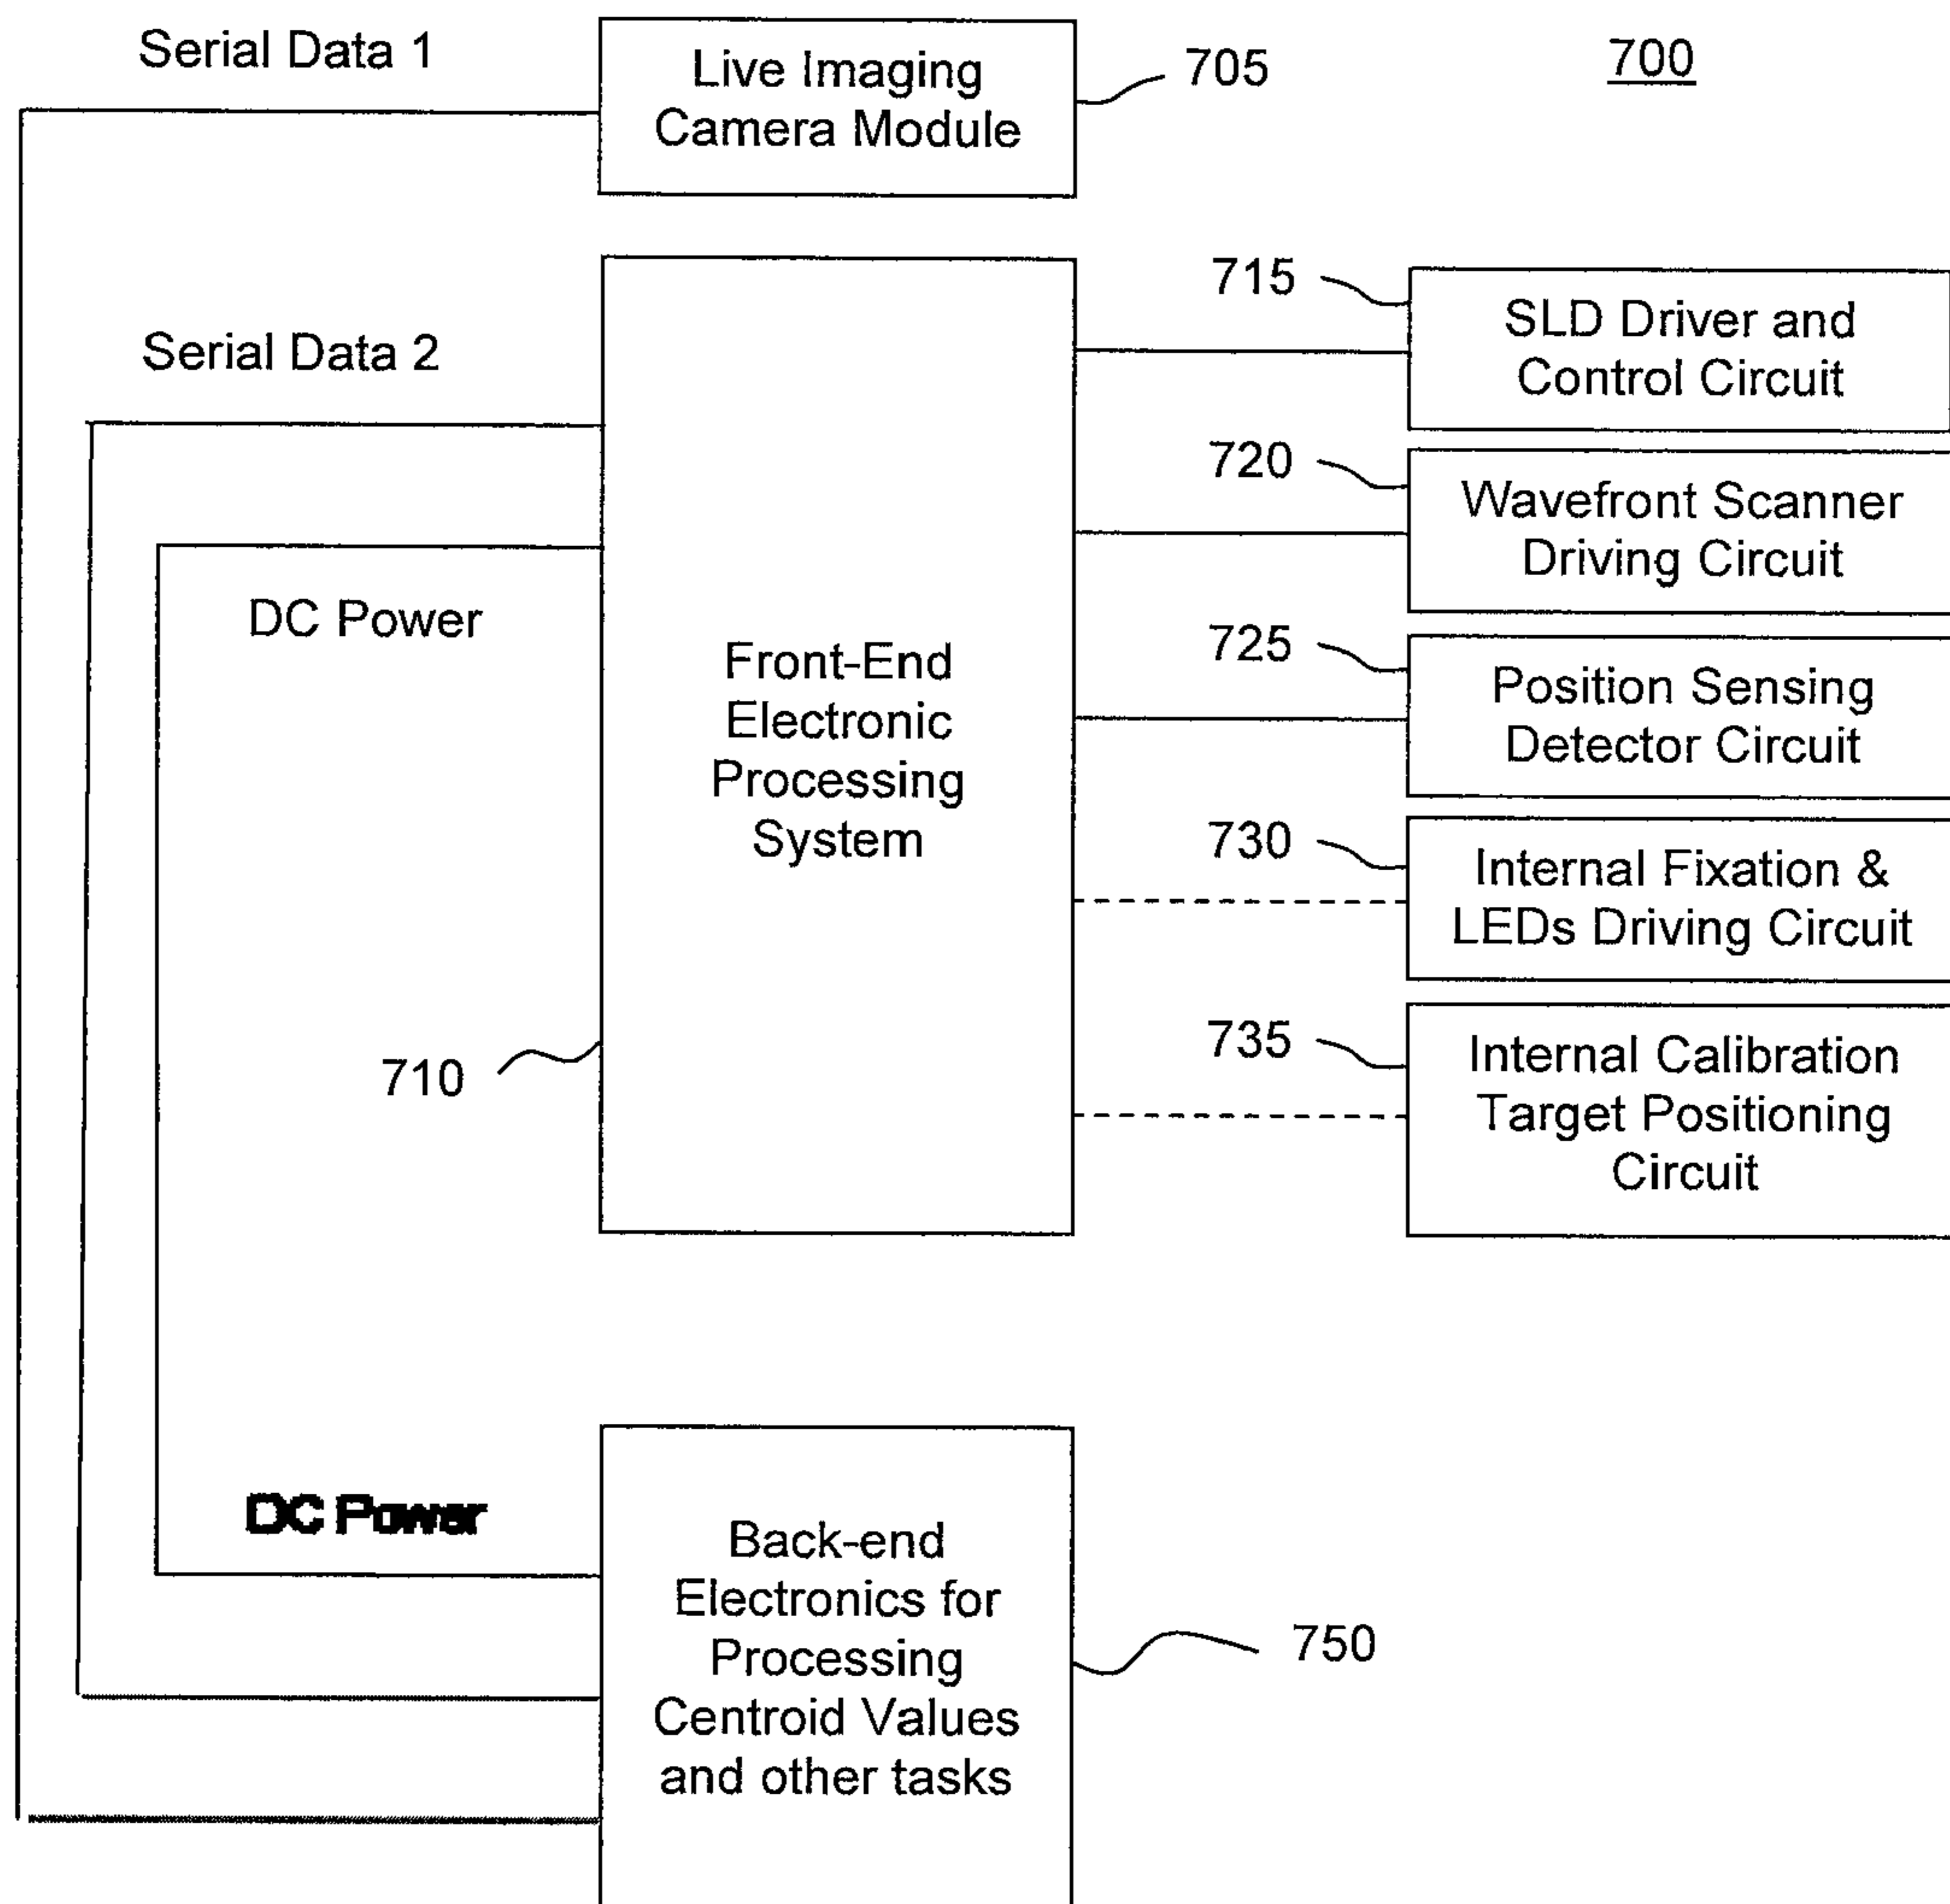 Serial Data 1
Live Imaging
Camera Module
705
700
Serial Data 2
DC Power
Front-End
Electronic
Processing
System
710
715
SLD Driver and
Control Circuit
720
Wavefront Scanner
Driving Circuit
725
Position Sensing
Detector Circuit
730
Internal Fixation &
LEDs Driving Circuit
735
Internal Calibration
Target Positioning
Circuit
DC Power
Back-end
Electronics for
Processing
Centroid Values
and other tasks
750